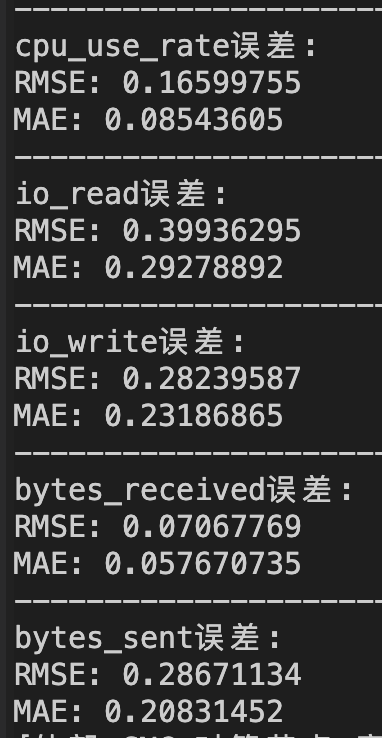 --------------------
cpu_use_rate误差：
RMSE: 0.16599755
MAE: 0.08543605
--------------------
io_read误差：
RMSE: 0.39936295
MAE: 0.29278892
--------------------
io_write误差：
RMSE: 0.28239587
MAE: 0.23186865
--------------------
bytes_received误差：
RMSE: 0.07067769
MAE: 0.057670735
--------------------
bytes_sent误差：
RMSE: 0.28671134
MAE: 0.20831452